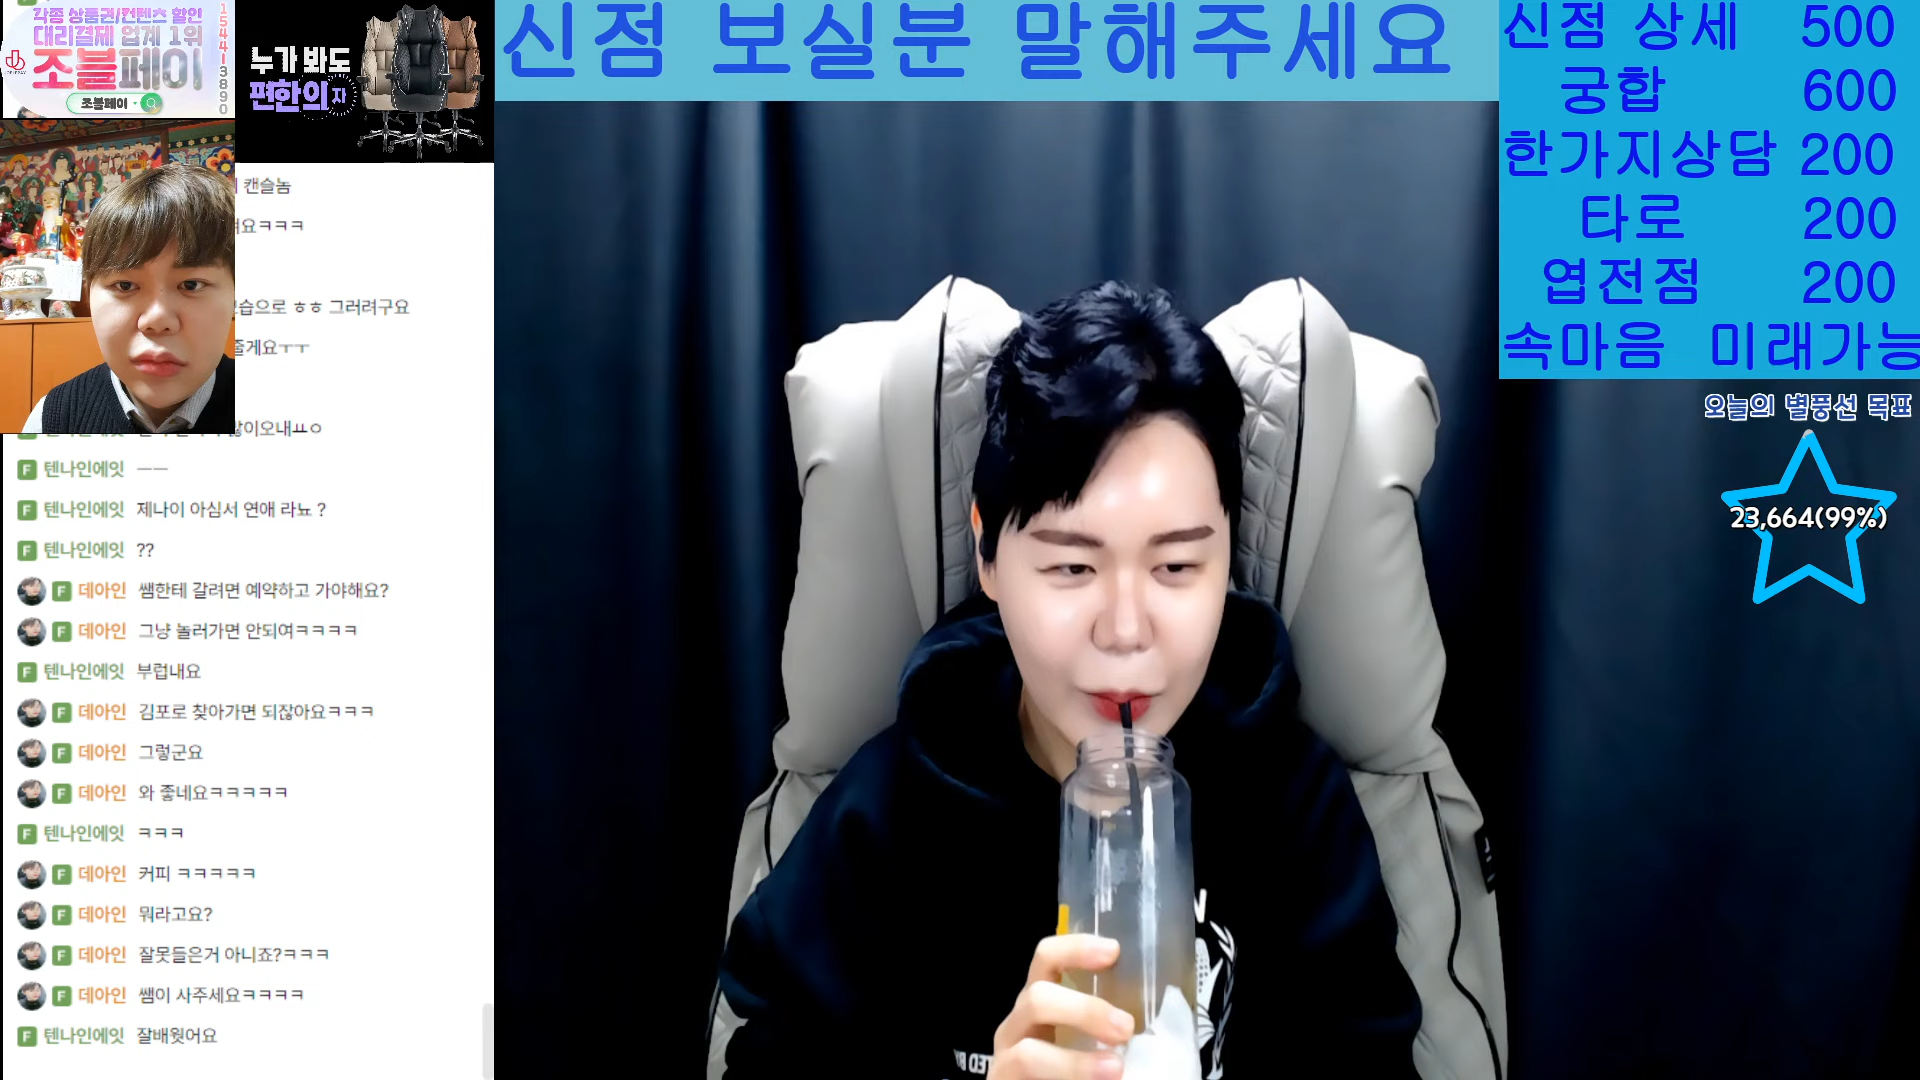 각종 상품권/컨텐츠 할인
대리결제 업계 1위
조블페이
조블페이
1544-3890
누가 봐도
편한의자
신점 보실분 말해주세요
신점 상세 500
궁합 600
한가지상담 200
타로 200
엽전점 200
속마음 미래가능
오늘의 별풍선 목표
23,664(99%)
캔슬놈
요ㅋㅋㅋ
습으로 ㅎㅎ 그러려구요
줄게요ㅜㅜ
많이오내ㅛㅇ
F 텐나인에잇 ㅡㅡ
F 텐나인에잇 제나이 아심서 연애 라뇨 ?
F 텐나인에잇 ??
F 데아인 쌤한테 갈려면 예약하고 가야해요?
F 데아인 그냥 놀러가면 안되여ㅋㅋㅋㅋ
F 텐나인에잇 부럽내요
F 데아인 김포로 찾아가면 되잖아요ㅋㅋㅋ
F 데아인 그렇군요
F 데아인 와 좋네요ㅋㅋㅋㅋㅋ
F 텐나인에잇 ㅋㅋㅋ
F 데아인 커피 ㅋㅋㅋㅋㅋ
F 데아인 뭐라고요?
F 데아인 잘못들은거 아니죠?ㅋㅋㅋ
F 데아인 쌤이 사주세요ㅋㅋㅋㅋ
F 텐나인에잇 잘배웟어요